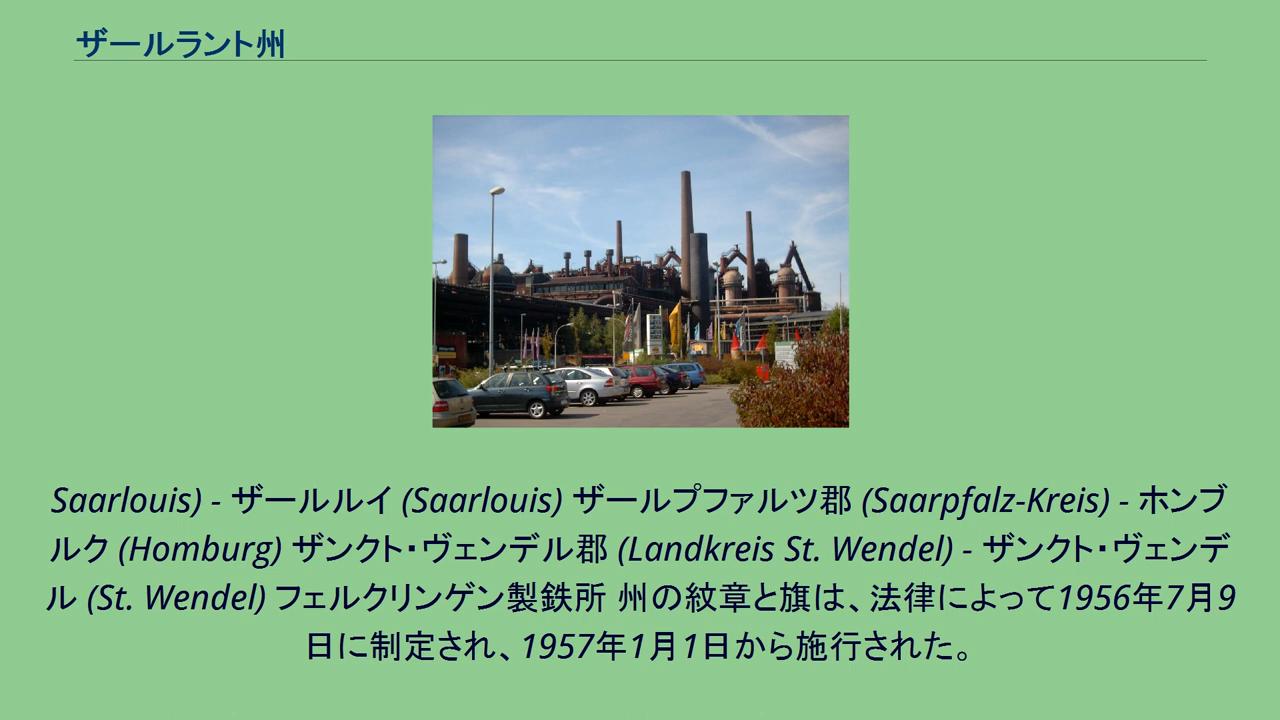 ザールラント州
Saarlouis) - ザールルイ (Saarlouis) ザールプファルツ郡 (Saarpfalz-Kreis) - ホンブ
ルク (Homburg) ザンクト・ヴェンデル郡 (Landkreis St. Wendel) - ザンクト・ヴェンデ
ル (St. Wendel) フェルクリンゲン製鉄所 州の紋章と旗は、法律によって1956年7月9
日に制定され、1957年1月1日から施行された。